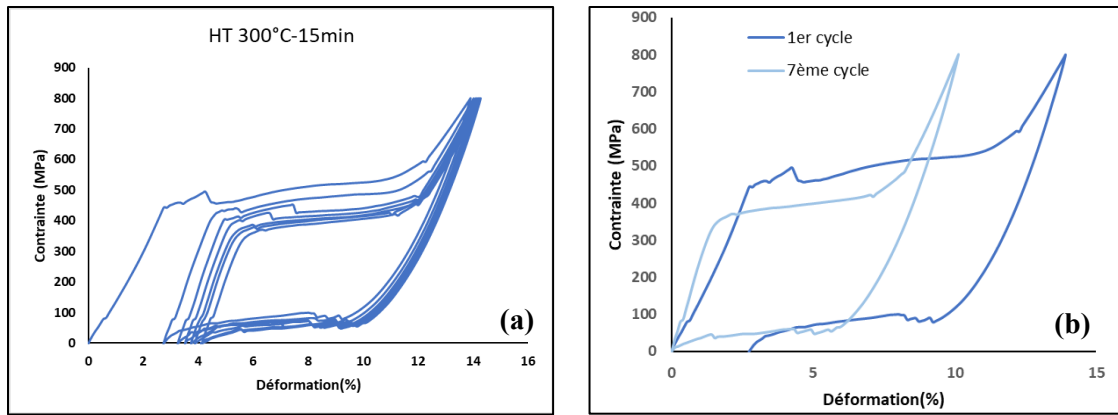 HT 300°C-15min
900
800
700
600
500
400
300
200
100
0
Contrainte (MPa)
0 2 4 6 8 10 12 14 16
Déformation(%)
(a)
1er cycle
7ème cycle
900
800
700
600
500
400
300
200
100
0
Contrainte (MPa)
0 5 10 15
Déformation(%)
(b)